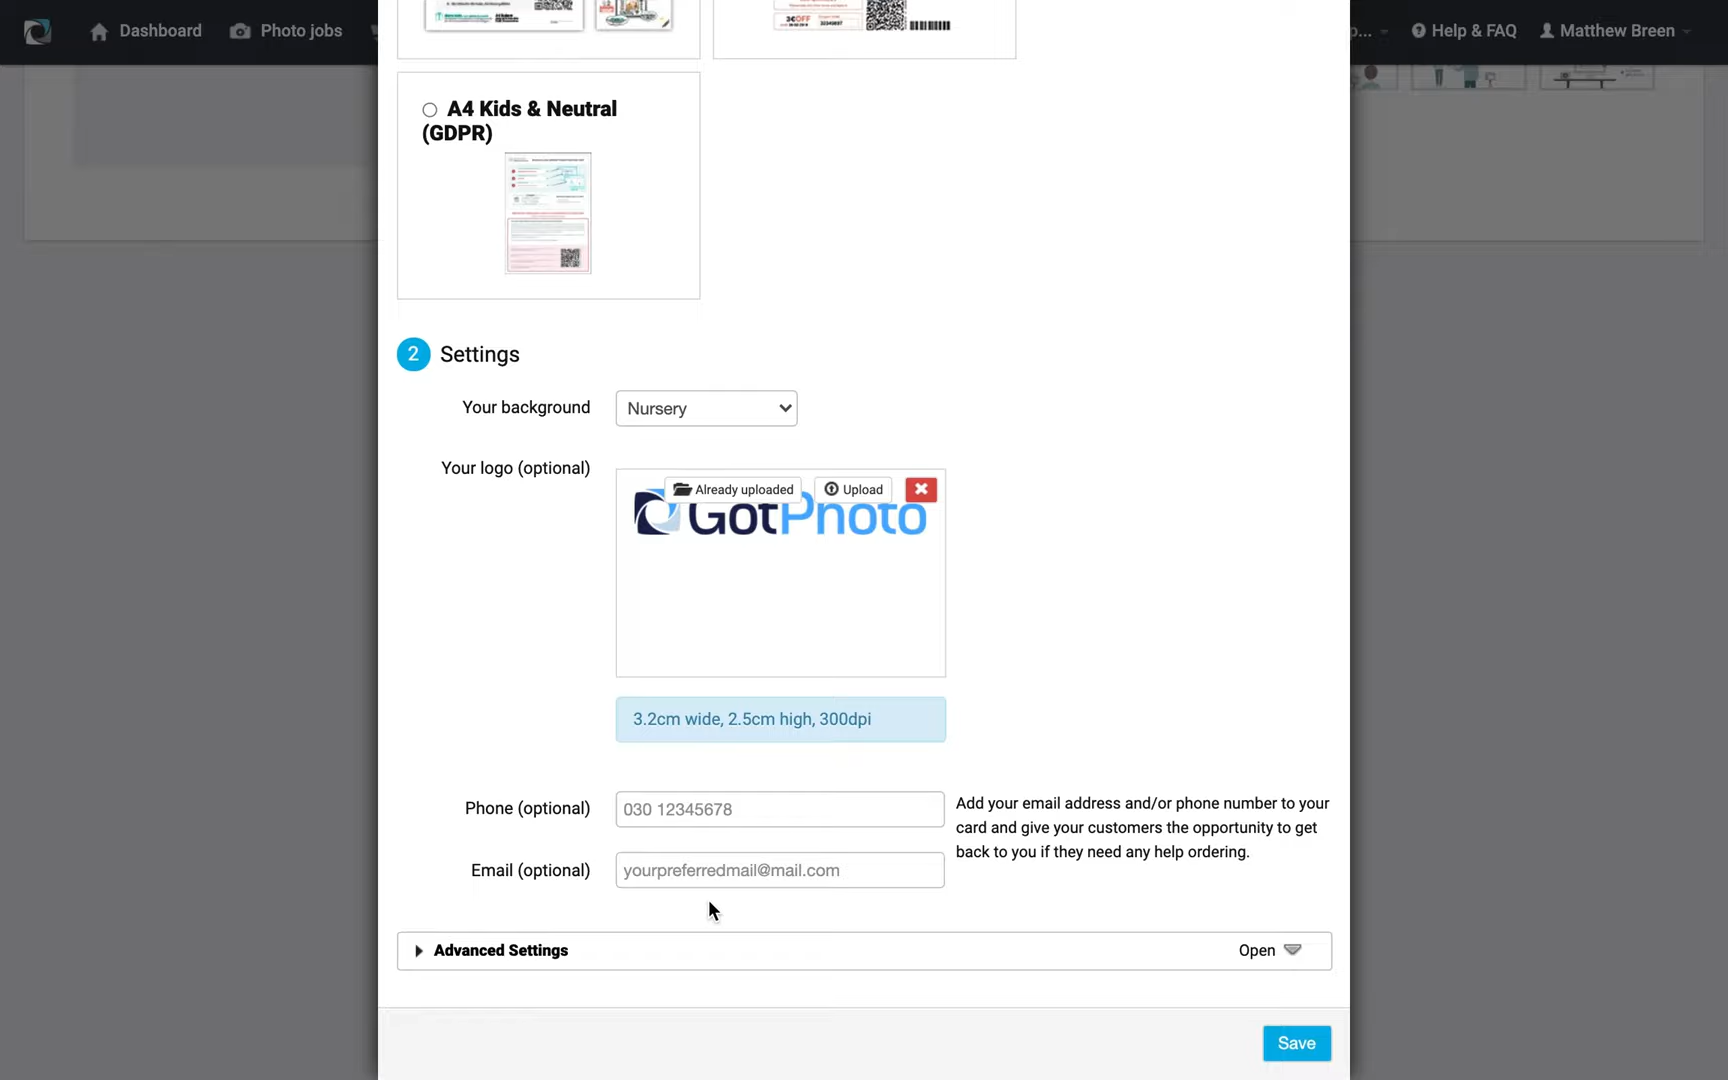 Dashboard
Photo jobs
p...
Help & FAQ
Matthew Breen
3€OFF
A4 Kids & Neutral
(GDPR)
2 Settings
Your background
Nursery
Your logo (optional)
Already uploaded
Upload
GotPhoto
3.2cm wide, 2.5cm high, 300dpi
Phone (optional)
030 12345678
Add your email address and/or phone number to your
card and give your customers the opportunity to get
back to you if they need any help ordering.
Email (optional)
yourpreferredmail@mail.com
Advanced Settings
Open
Save